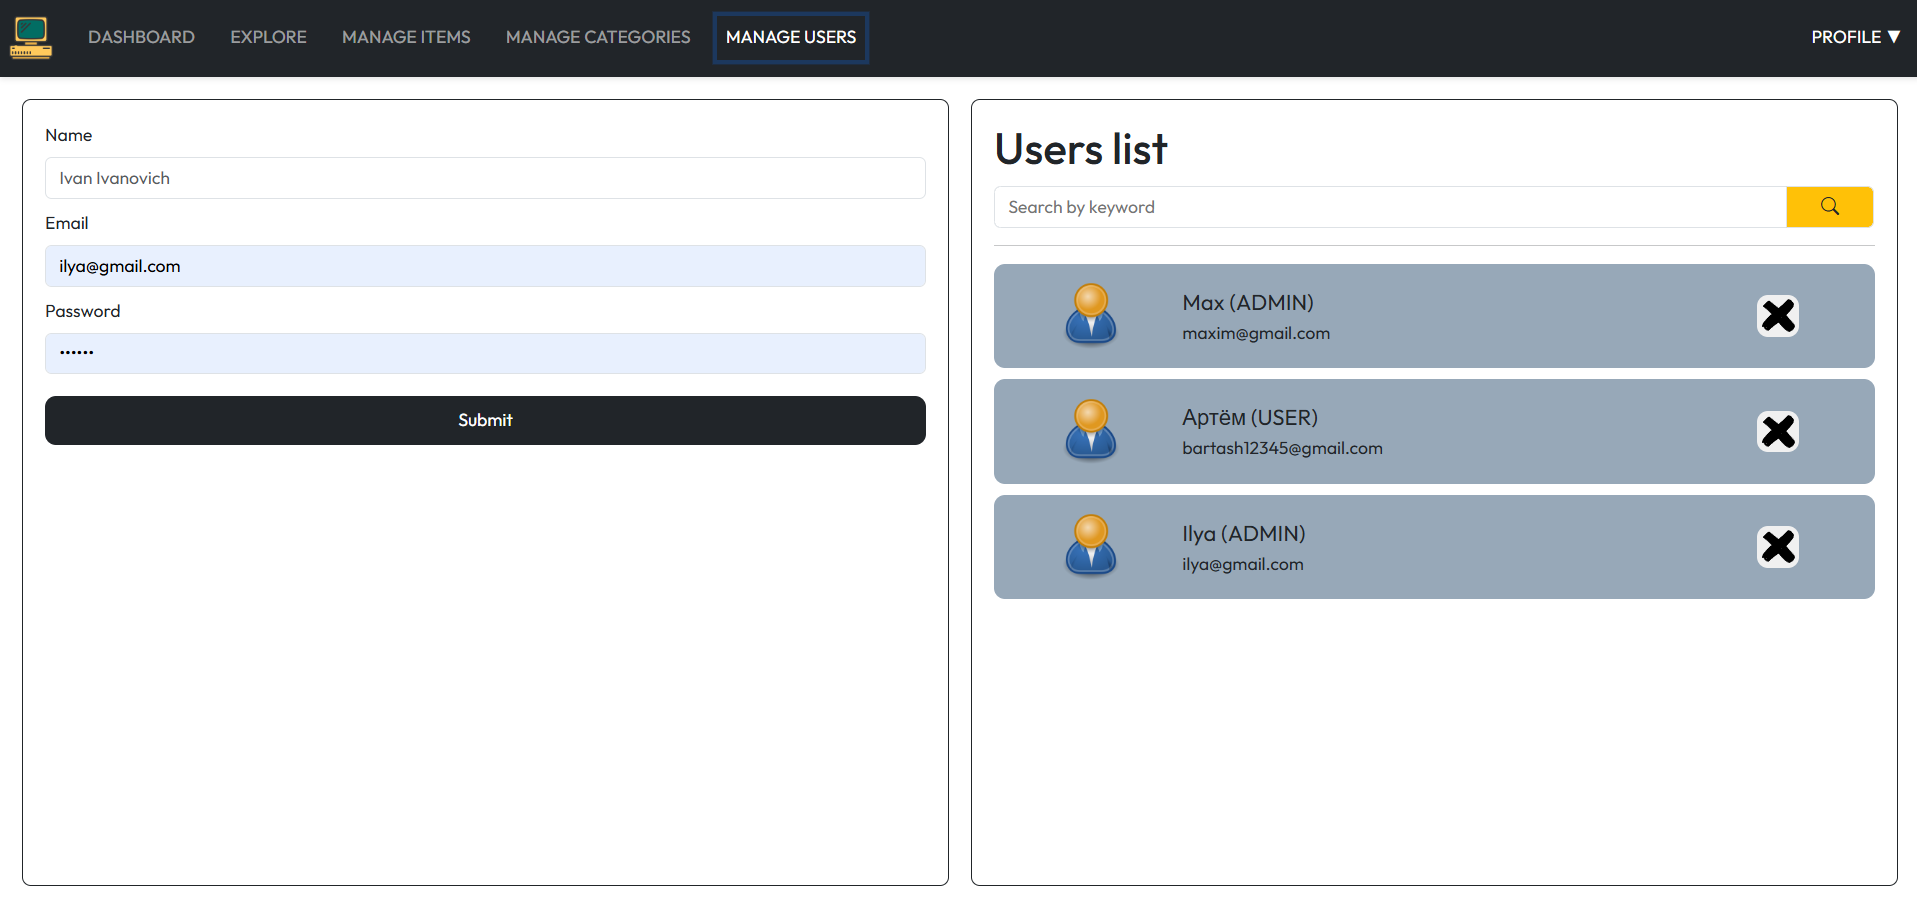 DASHBOARD EXPLORE MANAGE ITEMS MANAGE CATEGORIES MANAGE USERS PROFILE ▼
Name
Ivan Ivanovich
Email
ilya@gmail.com
Password
••••••
Submit
Users list
Search by keyword
Max (ADMIN)
maxim@gmail.com
Артём (USER)
bartash12345@gmail.com
Ilya (ADMIN)
ilya@gmail.com